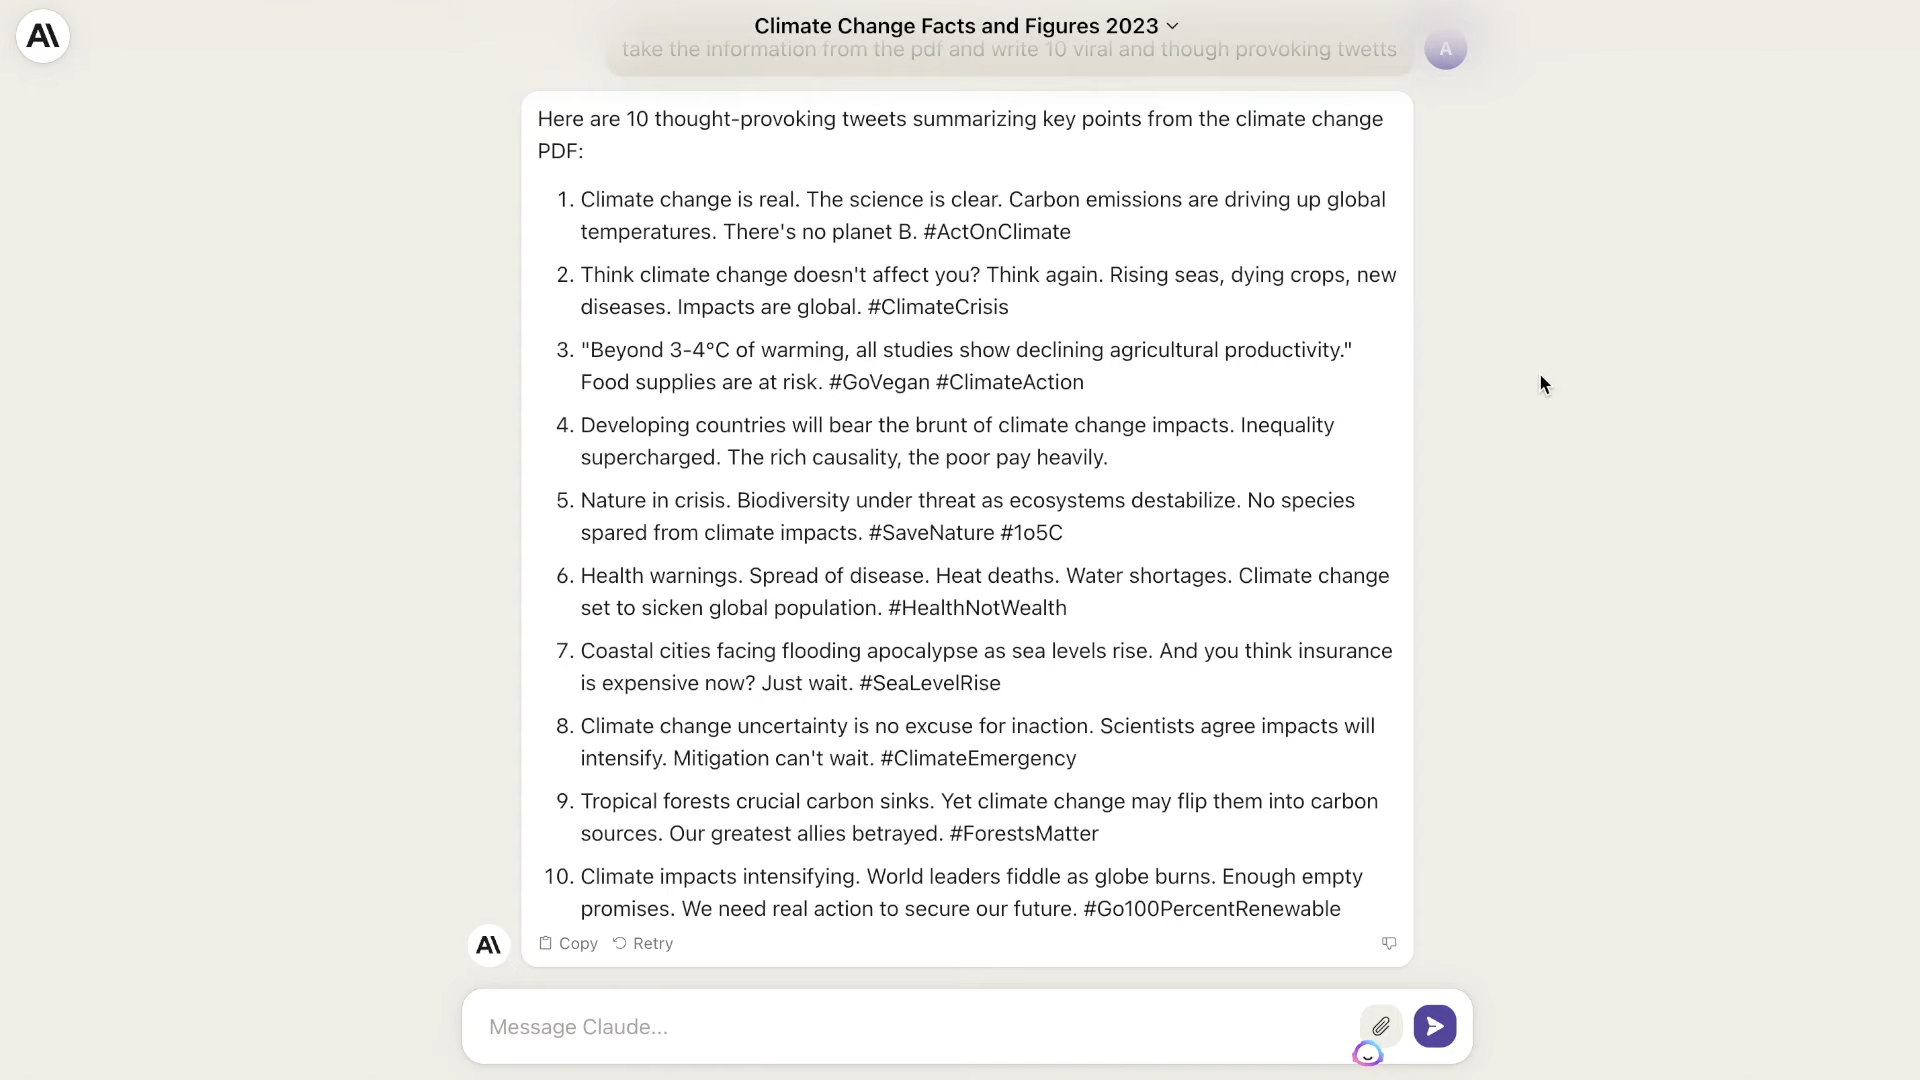 Climate Change Facts and Figures 2023
take the information from the pdf and write 10 viral and though provoking twetts
A
Here are 10 thought-provoking tweets summarizing key points from the climate change
PDF:
1. Climate change is real. The science is clear. Carbon emissions are driving up global
temperatures. There's no planet B. #ActOnClimate
2. Think climate change doesn't affect you? Think again. Rising seas, dying crops, new
diseases. Impacts are global. #ClimateCrisis
3. "Beyond 3-4°C of warming, all studies show declining agricultural productivity."
Food supplies are at risk. #GoVegan #ClimateAction
4. Developing countries will bear the brunt of climate change impacts. Inequality
supercharged. The rich causality, the poor pay heavily.
5. Nature in crisis. Biodiversity under threat as ecosystems destabilize. No species
spared from climate impacts. #SaveNature #1o5C
6. Health warnings. Spread of disease. Heat deaths. Water shortages. Climate change
set to sicken global population. #HealthNotWealth
7. Coastal cities facing flooding apocalypse as sea levels rise. And you think insurance
is expensive now? Just wait. #SeaLevelRise
8. Climate change uncertainty is no excuse for inaction. Scientists agree impacts will
intensify. Mitigation can't wait. #ClimateEmergency
9. Tropical forests crucial carbon sinks. Yet climate change may flip them into carbon
sources. Our greatest allies betrayed. #ForestsMatter
10. Climate impacts intensifying. World leaders fiddle as globe burns. Enough empty
promises. We need real action to secure our future. #Go100PercentRenewable
Copy Retry
Message Claude...